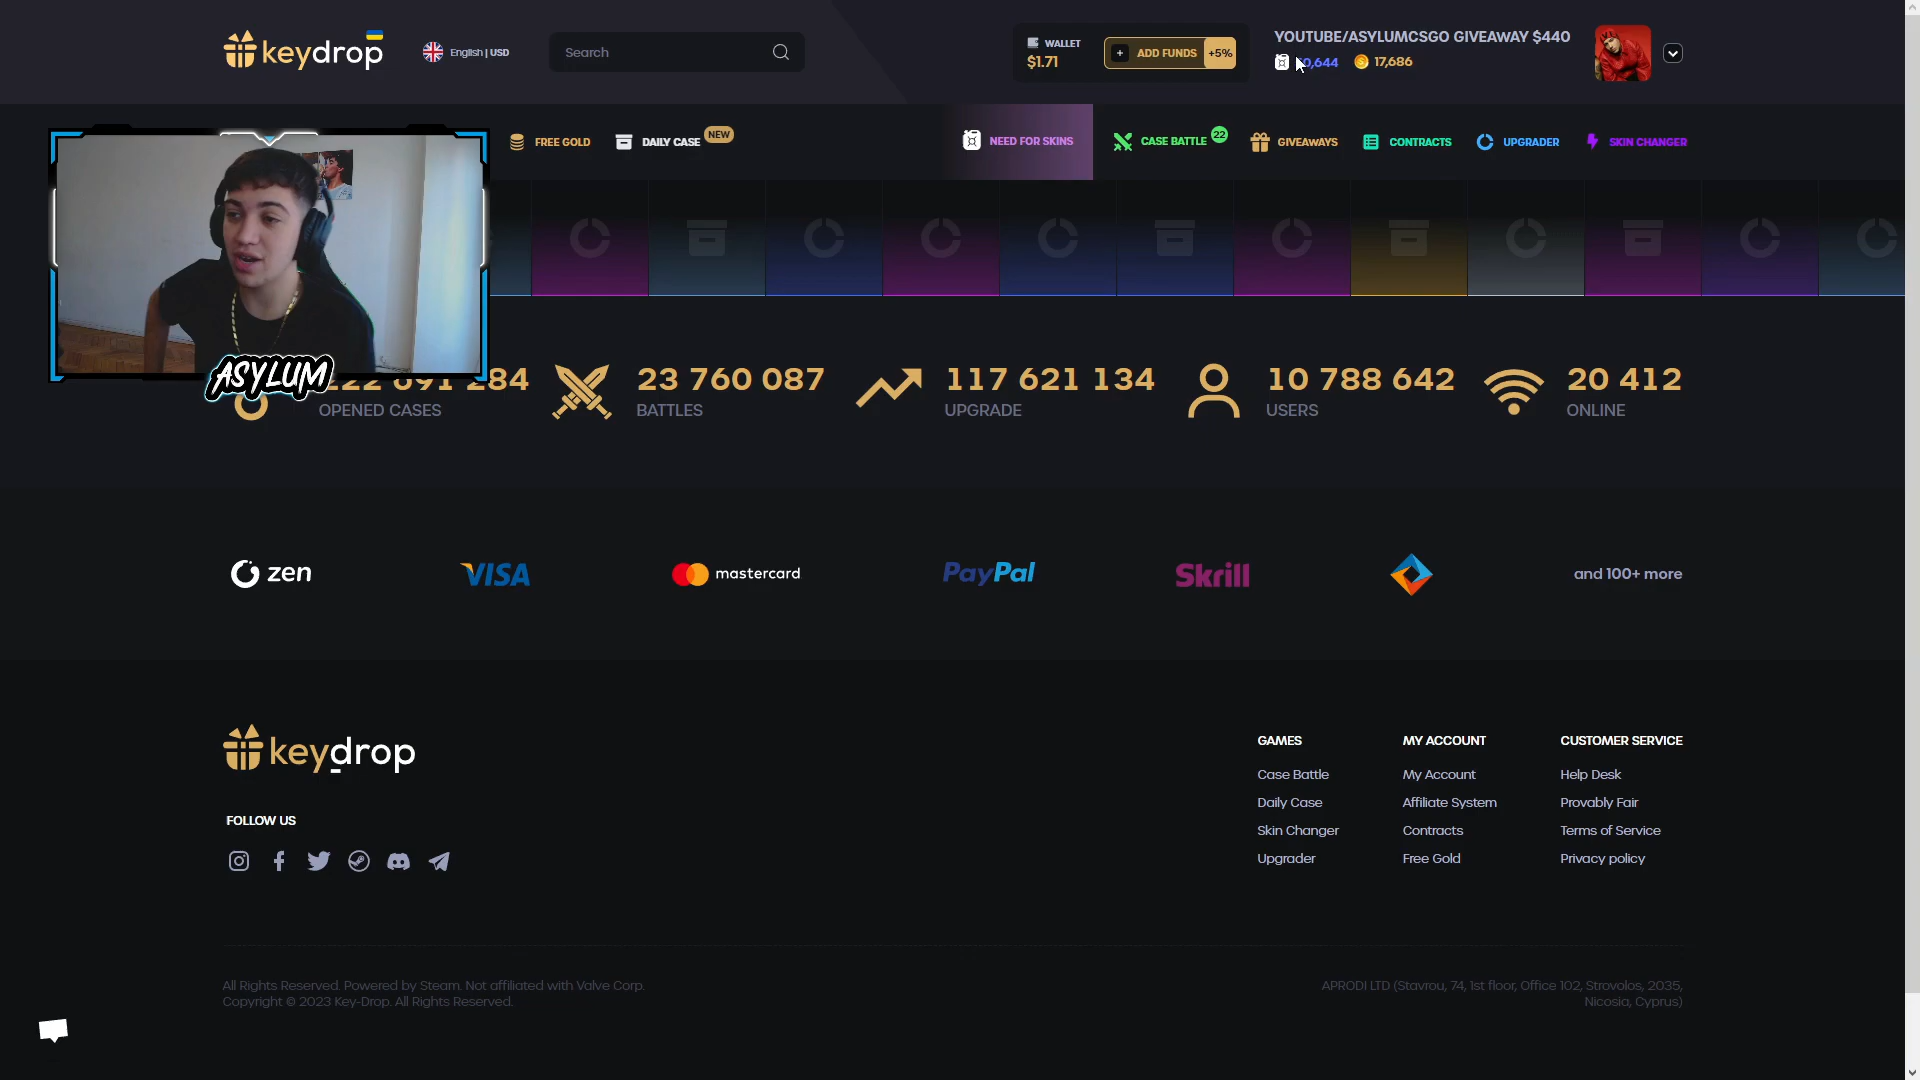 keydrop
English | USD
Search
WALLET
$1.71
+ ADD FUNDS +5%
YOUTUBE/ASYLUMCSGO GIVEAWAY $440
17,686
FREE GOLD
DAILY CASE
NEW
NEED FOR SKINS
CASE BATTLE
22
GIVEAWAYS
CONTRACTS
UPGRADER
SKIN CHANGER
ASYLUM
OPENED CASES
23 760 087
BATTLES
117 621 134
UPGRADE
10 788 642
USERS
20 412
ONLINE
zen
VISA
mastercard
PayPal
Skrill
and 100+ more
keydrop
FOLLOW US
GAMES
Case Battle
Daily Case
Skin Changer
Upgrader
MY ACCOUNT
My Account
Affiliate System
Contracts
Free Gold
CUSTOMER SERVICE
Help Desk
Provably Fair
Terms of Service
Privacy policy
All Rights Reserved. Powered by Steam. Not affiliated with Valve Corp.
Copyright © 2023 Key-Drop. All Rights Reserved.
APRODI LTD (Stavrou, 74, 1st floor, Office 102, Strovolos, 2035,
Nicosia, Cyprus)